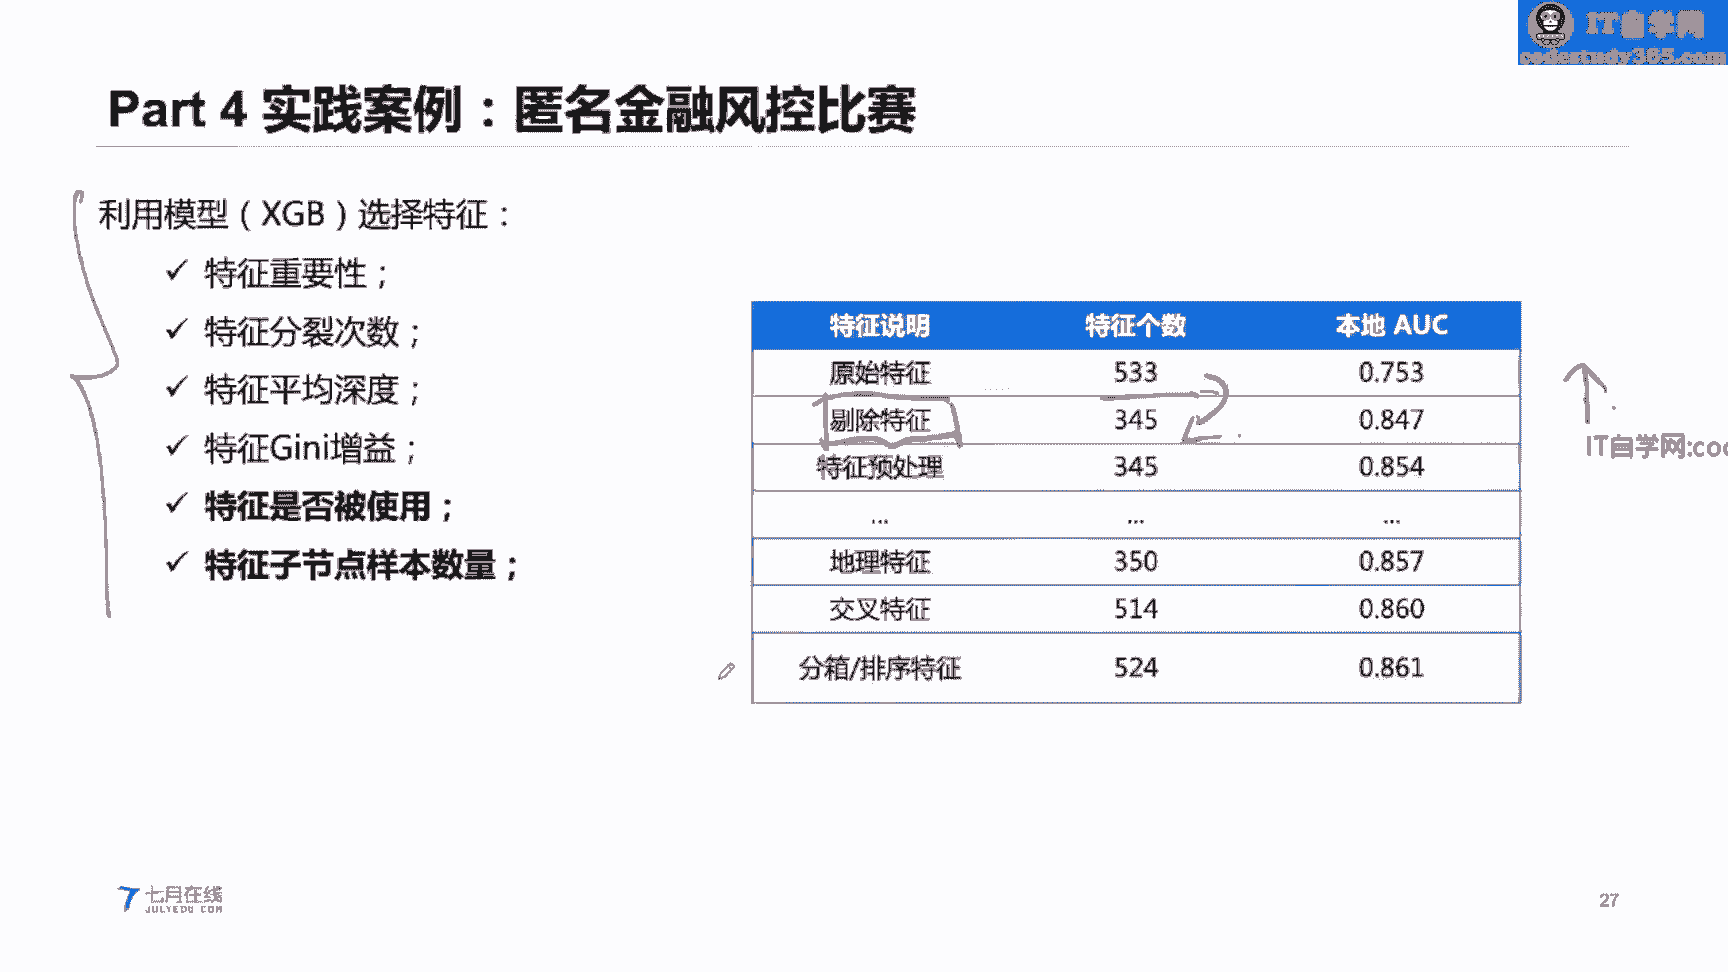 IT自学网
codestudy365.com
Part 4 实践案例：匿名金融风控比赛
利用模型（XGB）选择特征：
✓ 特征重要性；
✓ 特征分裂次数；
✓ 特征平均深度；
✓ 特征Gini增益；
✓ 特征是否被使用；
✓ 特征子节点样本数量；
特征说明 特征个数 本地 AUC
原始特征 533 0.753
剔除特征 345 0.847
特征预处理 345 0.854
... ... ...
地理特征 350 0.857
交叉特征 514 0.860
分箱/排序特征 524 0.861
IT自学网:coo
七月在线
JULYEDU.COM
27